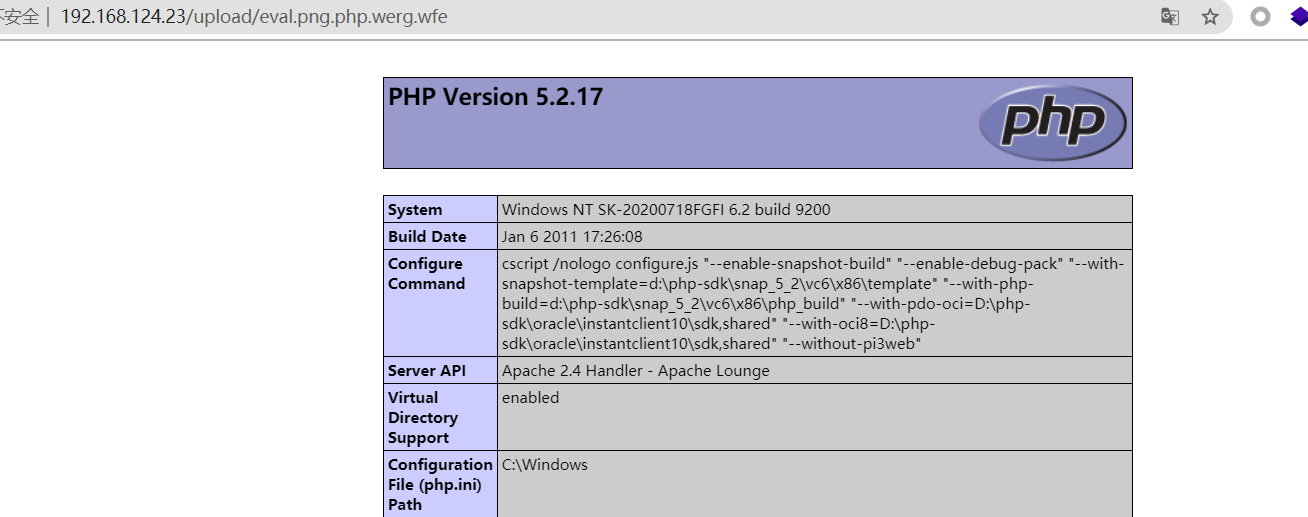 不安全 | 192.168.124.23/upload/eval.png.php.werg.wfe
PHP Version 5.2.17
php
System Windows NT SK-20200718FGFI 6.2 build 9200
Build Date Jan 6 2011 17:26:08
Configure Command cscript /nologo configure.js "--enable-snapshot-build" "--enable-debug-pack" "--with-
snapshot-template=d:\php-sdk\snap_5_2\vc6\x86\template" "--with-php-
build=d:\php-sdk\snap_5_2\vc6\x86\php_build" "--with-pdo-oci=D:\php-
sdk\oracle\instantclient10\sdk,shared" "--with-oci8=D:\php-
sdk\oracle\instantclient10\sdk,shared" "--without-pi3web"
Server API Apache 2.4 Handler - Apache Lounge
Virtual Directory Support enabled
Configuration File (php.ini) Path C:\Windows